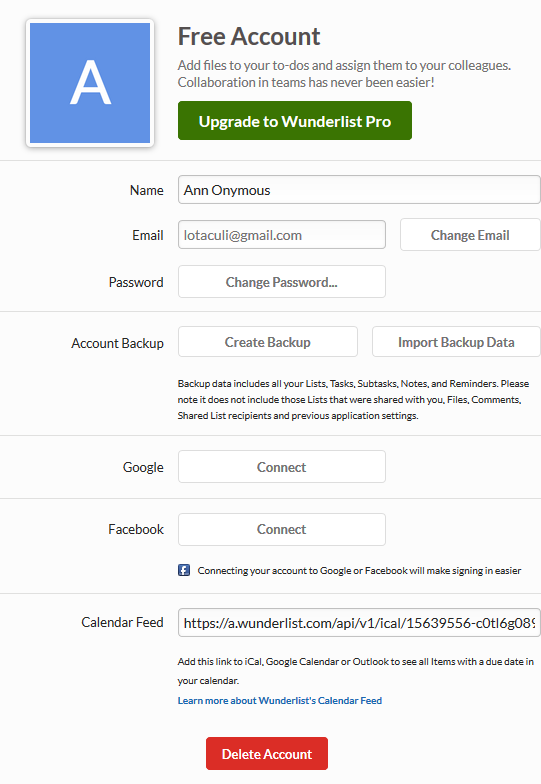 A
Free Account
Add files to your to-dos and assign them to your colleagues.
Collaboration in teams has never been easier!
Upgrade to Wunderlist Pro
Name Ann Onymous
Email lotaculi@gmail.com Change Email
Password Change Password...
Account Backup Create Backup Import Backup Data
Backup data includes all your Lists, Tasks, Subtasks, Notes, and Reminders. Please
note it does not include those Lists that were shared with you, Files, Comments,
Shared List recipients and previous application settings.
Google Connect
Facebook Connect
f Connecting your account to Google or Facebook will make signing in easier
Calendar Feed https://a.wunderlist.com/api/v1/ical/15639556-c0tl6g089
Add this link to iCal, Google Calendar or Outlook to see all Items with a due date in
your calendar.
Learn more about Wunderlist's Calendar Feed
Delete Account